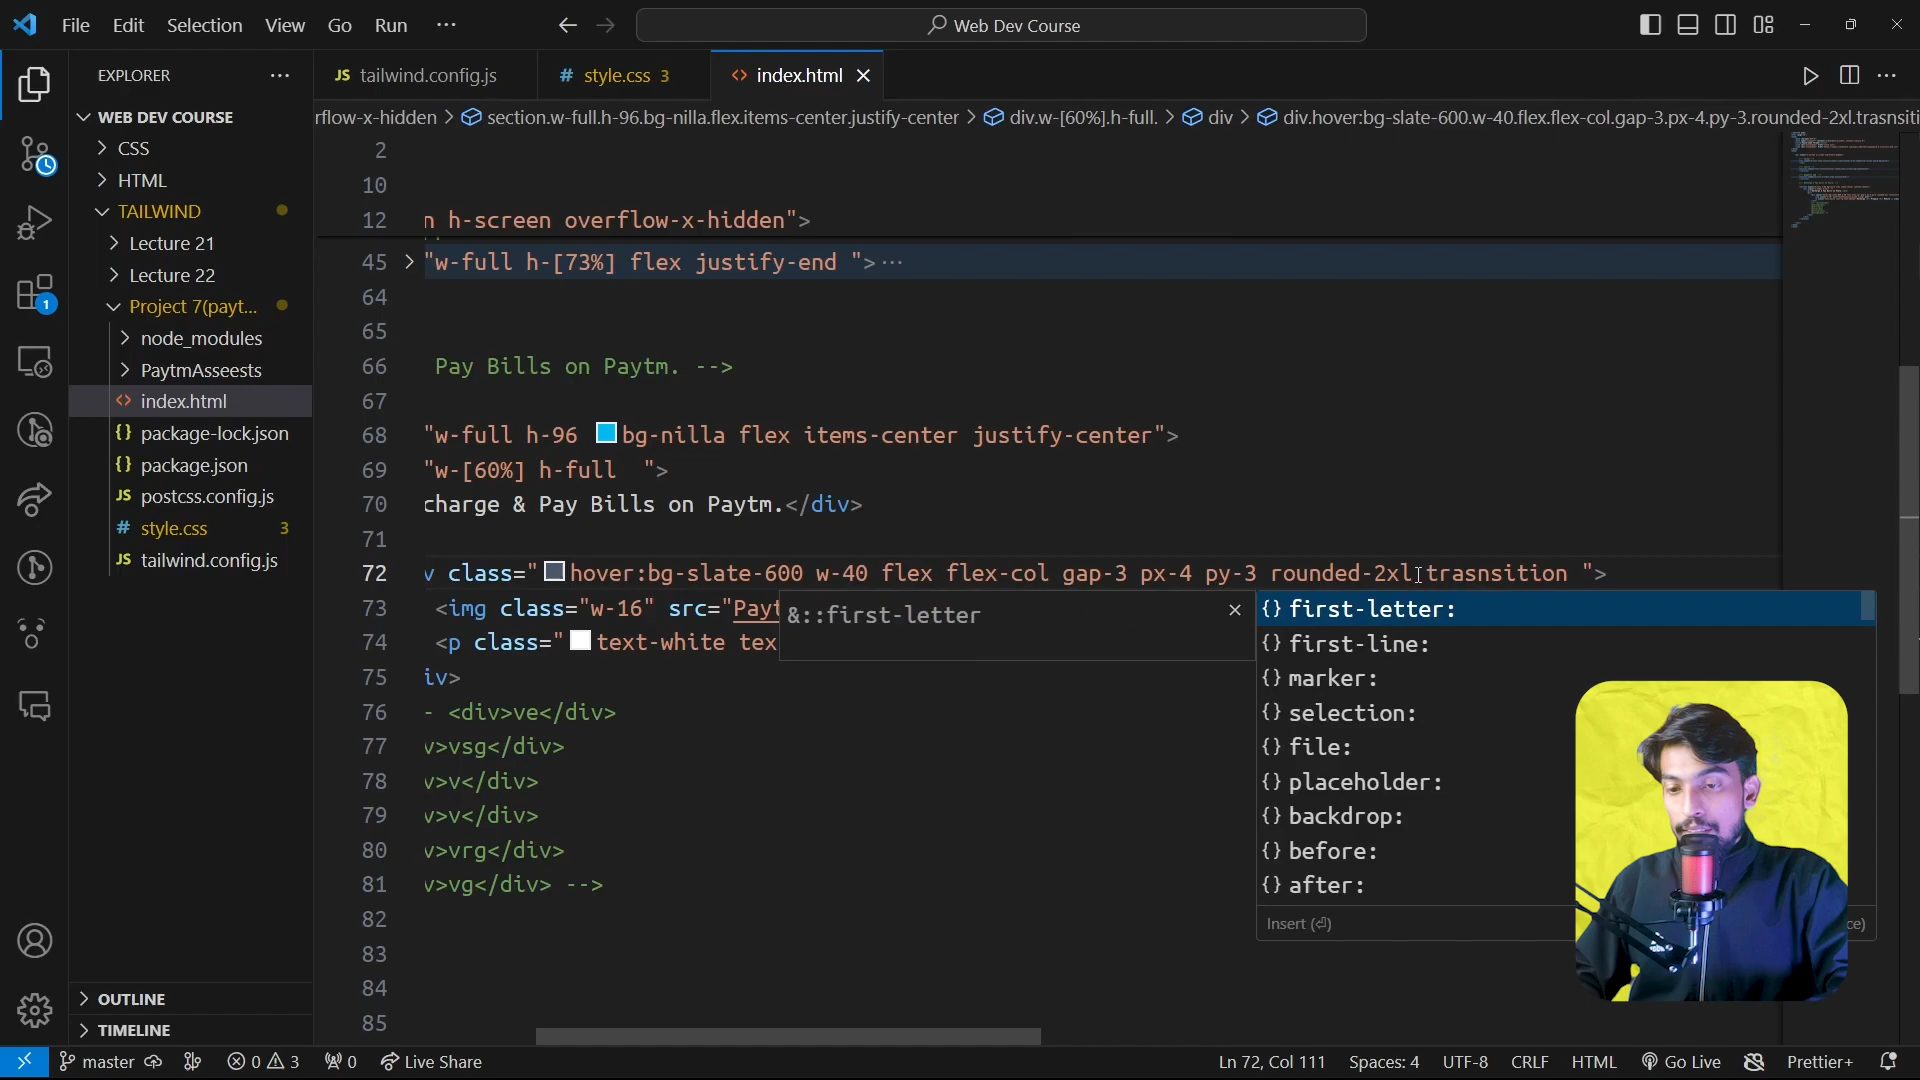 File Edit Selection View Go Run ···
Web Dev Course
EXPLORER ···
JS tailwind.config.js
# style.css 3
<> index.html
WEB DEV COURSE
CSS
HTML
TAILWIND
Lecture 21
Lecture 22
Project 7(payt...
node_modules
PaytmAsseests
<> index.html
{} package-lock.json
{} package.json
JS postcss.config.js
# style.css 3
JS tailwind.config.js
OUTLINE
TIMELINE
1
rflow-x-hidden > section.w-full.h-96.bg-nilla.flex.items-center.justify-center > div.w-[60%].h-full. > div > div.hover:bg-slate-600.w-40.flex.flex-col.gap-3.px-4.py-3.rounded-2xl.trasnsiti
2
10
12 n h-screen overflow-x-hidden">
45 "w-full h-[73%] flex justify-end ">···
64
65
66 Pay Bills on Paytm. -->
67
68 "w-full h-96 bg-nilla flex items-center justify-center">
69 "w-[60%] h-full  ">
70 charge & Pay Bills on Paytm.</div>
71
72 v class=" hover:bg-slate-600 w-40 flex flex-col gap-3 px-4 py-3 rounded-2xl trasnsition ">
73 <img class="w-16" src="Payt
74 <p class=" text-white tex
75 iv>
76 - <div>ve</div>
77 v>vsg</div>
78 v>v</div>
79 v>v</div>
80 v>vrg</div>
81 v>vg</div> -->
82
83
84
85
&::first-letter
{} first-letter:
{} first-line:
{} marker:
{} selection:
{} file:
{} placeholder:
{} backdrop:
{} before:
{} after:
Insert (⏎)
ce)
master
0 3
0
Live Share
Ln 72, Col 111 Spaces: 4 UTF-8 CRLF HTML Go Live Prettier+